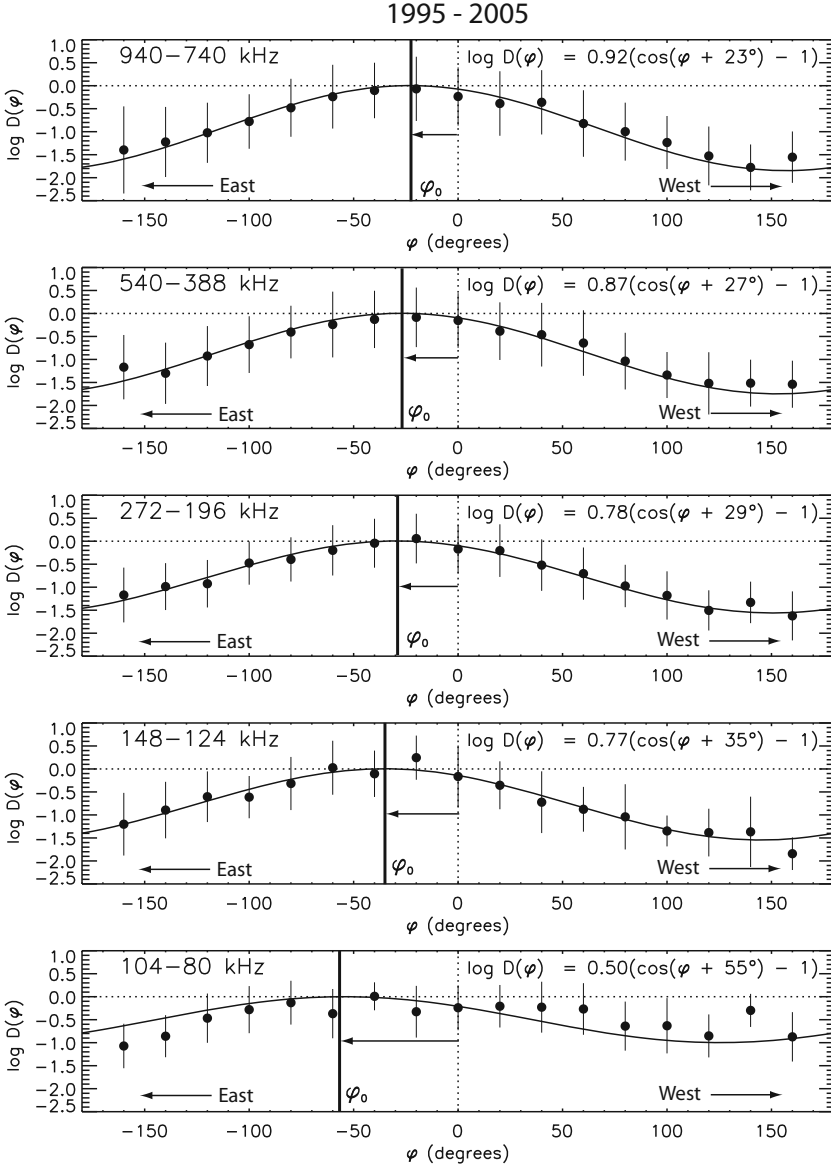 1995 - 2005
940–740 kHz
log D(φ) = 0.92(cos(φ + 23°) − 1)
log D(φ)
1.0
0.5
0.0
−0.5
−1.0
−1.5
−2.0
−2.5
East
φ₀
West
−150 −100 −50 0 50 100 150
φ (degrees)
540–388 kHz
log D(φ) = 0.87(cos(φ + 27°) − 1)
log D(φ)
1.0
0.5
0.0
−0.5
−1.0
−1.5
−2.0
−2.5
East
φ₀
West
−150 −100 −50 0 50 100 150
φ (degrees)
272–196 kHz
log D(φ) = 0.78(cos(φ + 29°) − 1)
log D(φ)
1.0
0.5
0.0
−0.5
−1.0
−1.5
−2.0
−2.5
East
φ₀
West
−150 −100 −50 0 50 100 150
φ (degrees)
148–124 kHz
log D(φ) = 0.77(cos(φ + 35°) − 1)
log D(φ)
1.0
0.5
0.0
−0.5
−1.0
−1.5
−2.0
−2.5
East
φ₀
West
−150 −100 −50 0 50 100 150
φ (degrees)
104–80 kHz
log D(φ) = 0.50(cos(φ + 55°) − 1)
log D(φ)
1.0
0.5
0.0
−0.5
−1.0
−1.5
−2.0
−2.5
East
φ₀
West
−150 −100 −50 0 50 100 150
φ (degrees)